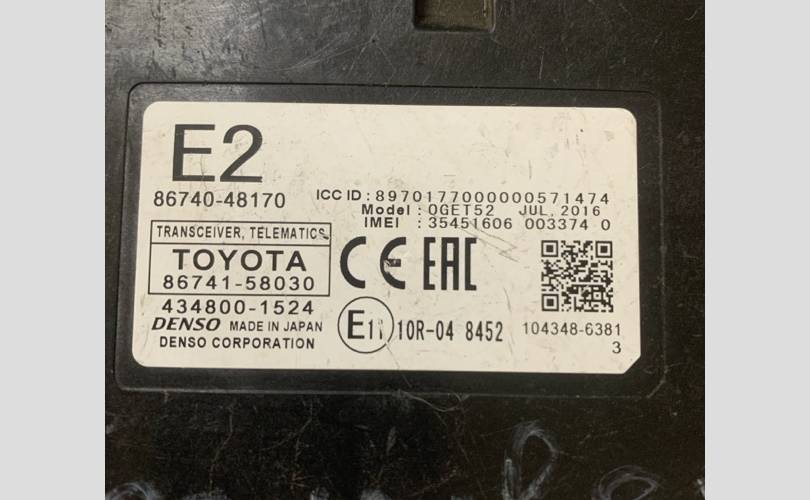 E2
86740-48170
ICC ID : 8970177000000571474
Model : OGET52 JUL. 2016
IMEI : 35451606 003374 0
TRANSCEIVER, TELEMATICS
TOYOTA
86741-58030
CE EAC
434800-1524
DENSO MADE IN JAPAN
DENSO CORPORATION
E11 10R-04 8452
104348-6381
3